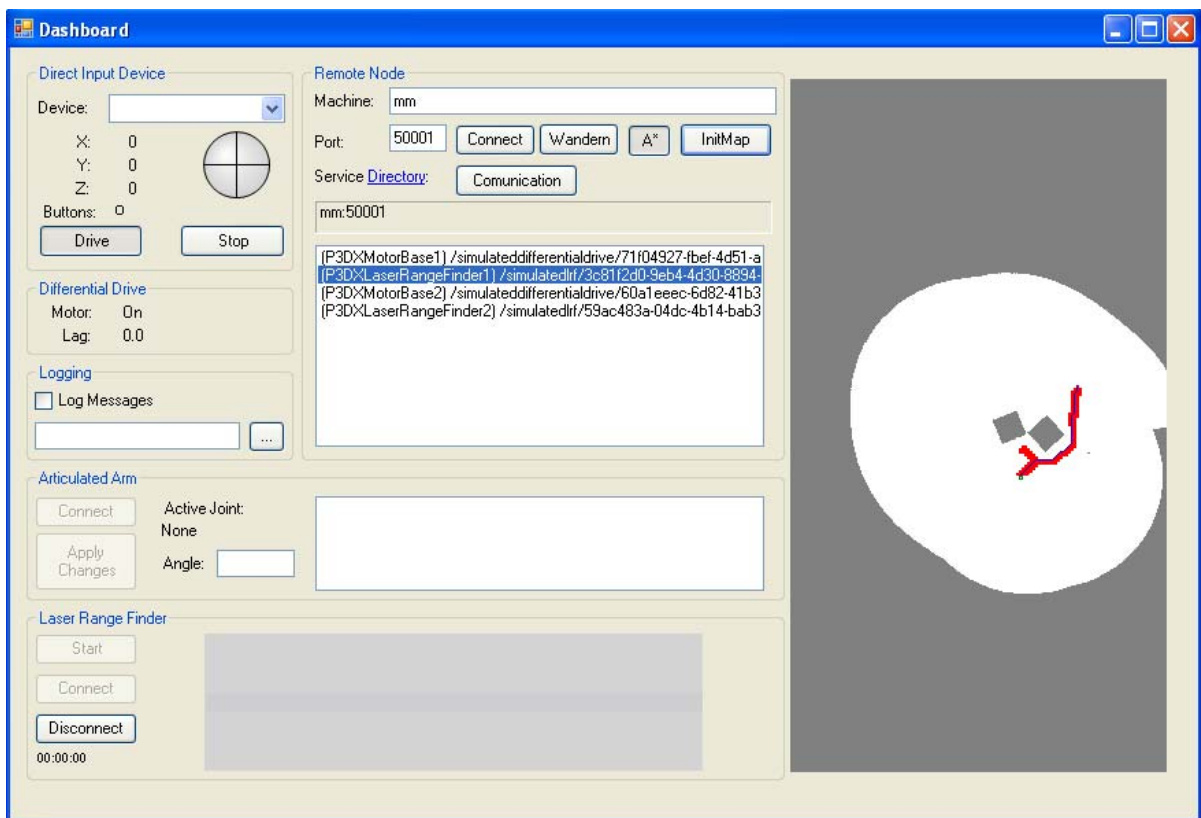 Dashboard
Direct Input Device
Device:
X: 0
Y: 0
Z: 0
Buttons: O
Drive
Stop
Differential Drive
Motor: On
Lag: 0.0
Logging
Log Messages
...
Remote Node
Machine: mm
Port: 50001 Connect Wandern A* InitMap
Service Directory: Comunication
mm:50001
(P3DXMotorBase1) /simulateddifferentialdrive/71f04927-fbef-4d51-a
(P3DXLaserRangeFinder1) /simulatedlrf/3c81f2d0-9eb4-4d30-8894-
(P3DXMotorBase2) /simulateddifferentialdrive/60a1eeec-6d82-41b3
(P3DXLaserRangeFinder2) /simulatedlrf/59ac483a-04dc-4b14-bab3
Articulated Arm
Connect
Apply
Changes
Active Joint:
None
Angle:
Laser Range Finder
Start
Connect
Disconnect
00:00:00